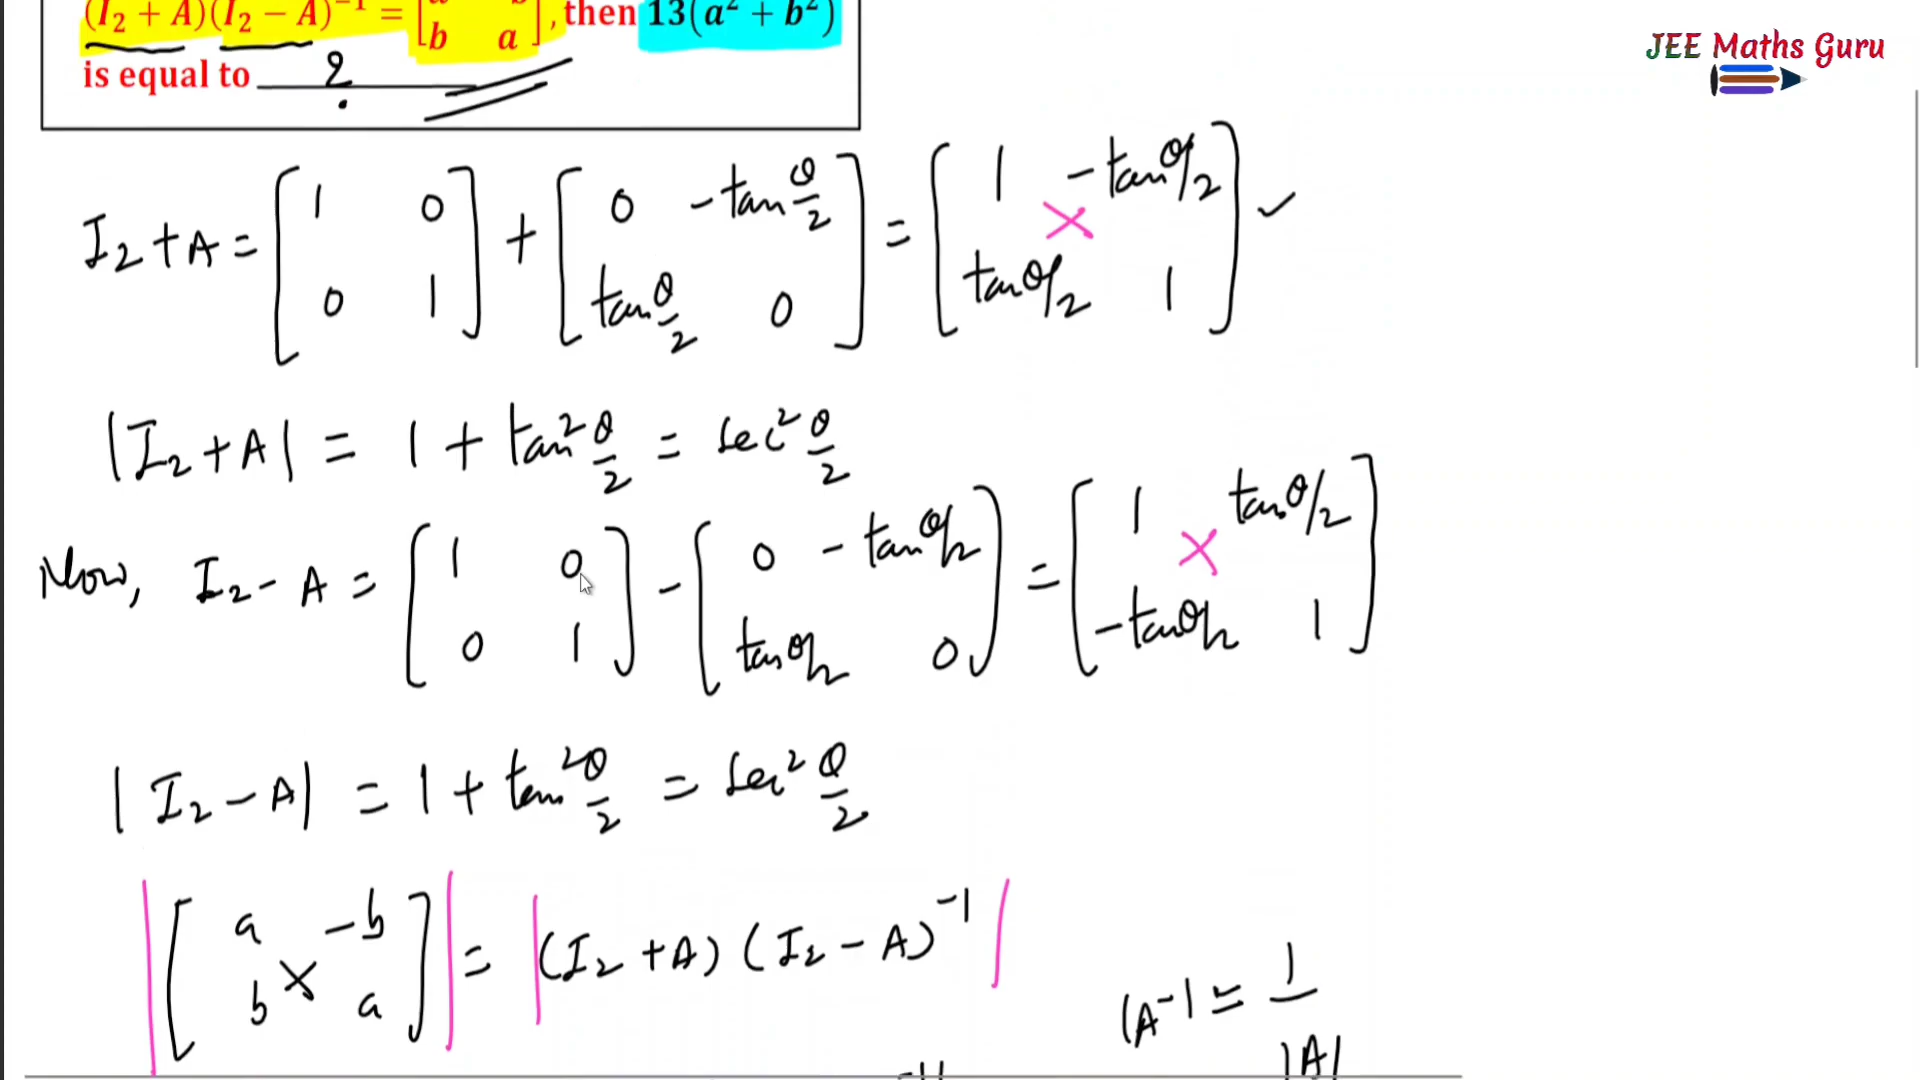 (I₂ + A)(I₂ − A)⁻¹ = [a −b; b a], then 13(a² + b²)
is equal to ?
JEE Maths Guru
I₂ + A = [1 0; 0 1] + [0 −tan θ/2; tan θ/2 0] = [1 −tan θ/2; tan θ/2 1] ✓
|I₂ + A| = 1 + tan² θ/2 = sec² θ/2
Now, I₂ − A = [1 0; 0 1] − [0 −tan θ/2; tan θ/2 0] = [1 tan θ/2; −tan θ/2 1]
|I₂ − A| = 1 + tan² θ/2 = sec² θ/2
|[a −b; b a]| = |(I₂ + A)(I₂ − A)⁻¹|
|A⁻¹| = 1/|A|